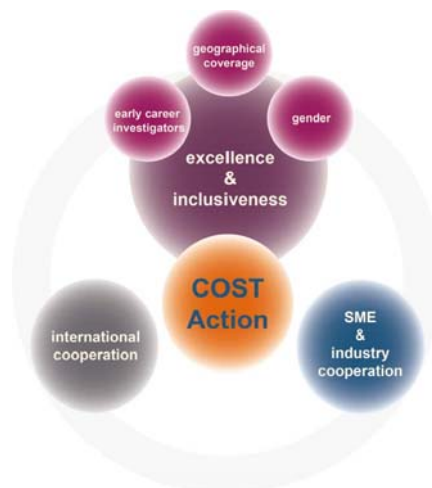 geographical
coverage
early career
investigators
gender
excellence
&
inclusiveness
COST
Action
international
cooperation
SME
&
industry
cooperation